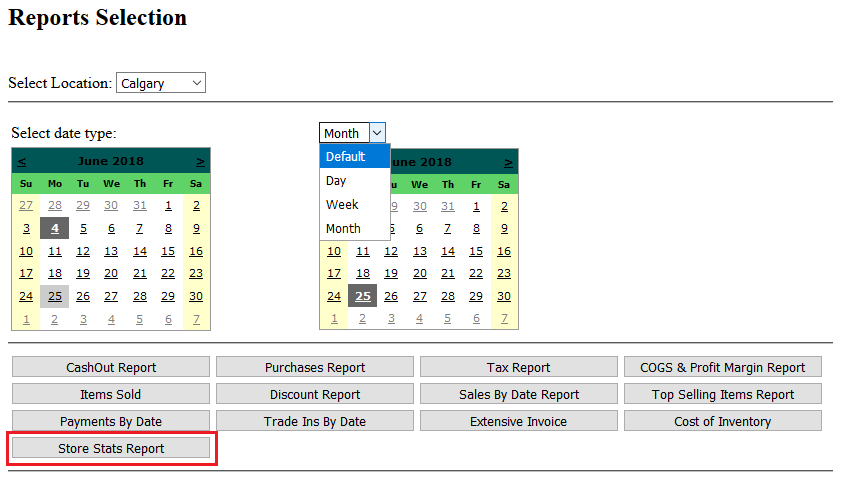 Reports Selection
Select Location: Calgary
Select date type: Month
Default
Day
Week
Month
< June 2018 >
Su Mo Tu We Th Fr Sa
27 28 29 30 31 1 2
3 4 5 6 7 8 9
10 11 12 13 14 15 16
17 18 19 20 21 22 23
24 25 26 27 28 29 30
1 2 3 4 5 6 7
une 2018 >
Tu We Th Fr Sa
30 31 1 2
6 7 8 9
10 11 12 13 14 15 16
17 18 19 20 21 22 23
24 25 26 27 28 29 30
1 2 3 4 5 6 7
CashOut Report Purchases Report Tax Report COGS & Profit Margin Report
Items Sold Discount Report Sales By Date Report Top Selling Items Report
Payments By Date Trade Ins By Date Extensive Invoice Cost of Inventory
Store Stats Report